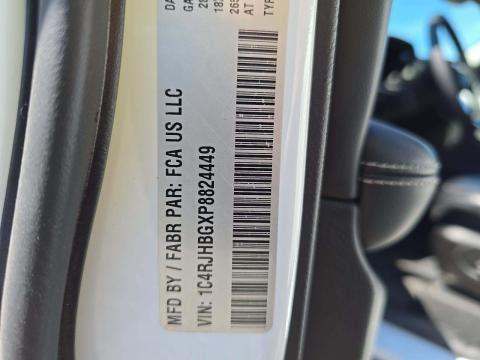 MFD BY / FABR PAR: FCA US LLC
VIN: 1C4RJHBGXP8824449